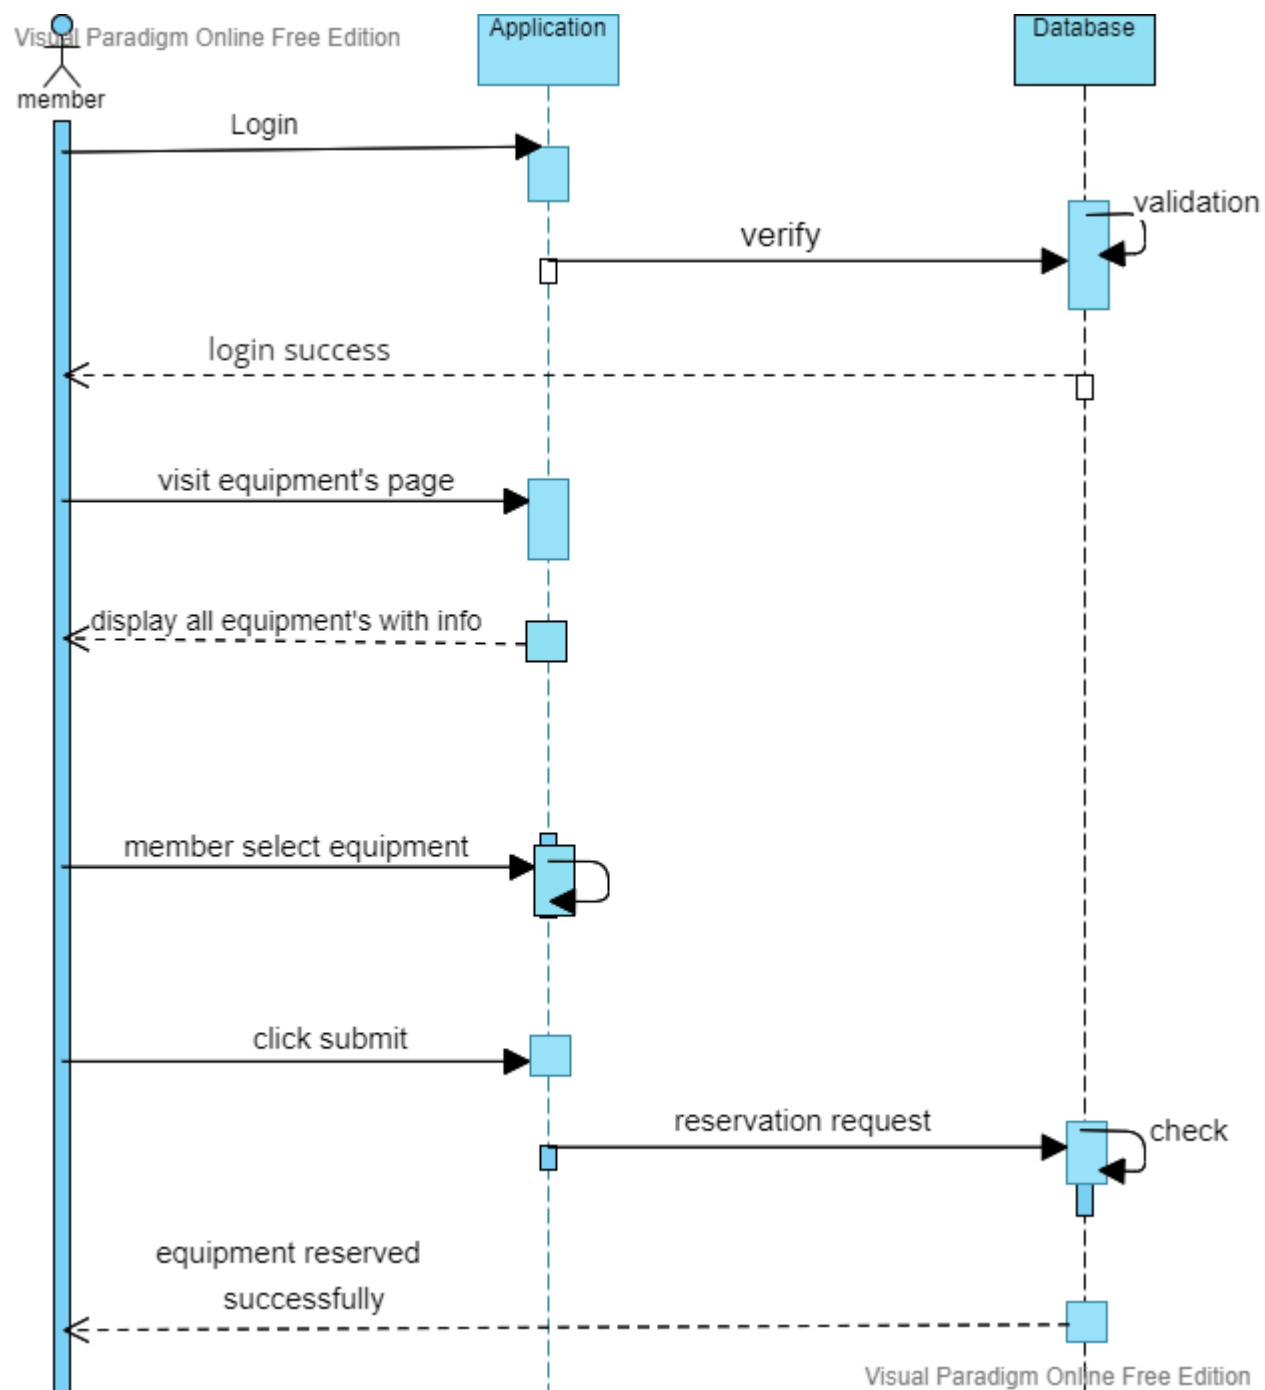 Visual Paradigm Online Free Edition
Application
Database
member
Login
validation
verify
login success
visit equipment's page
display all equipment's with info
member select equipment
click submit
reservation request
check
equipment reserved
successfully
Visual Paradigm Online Free Edition